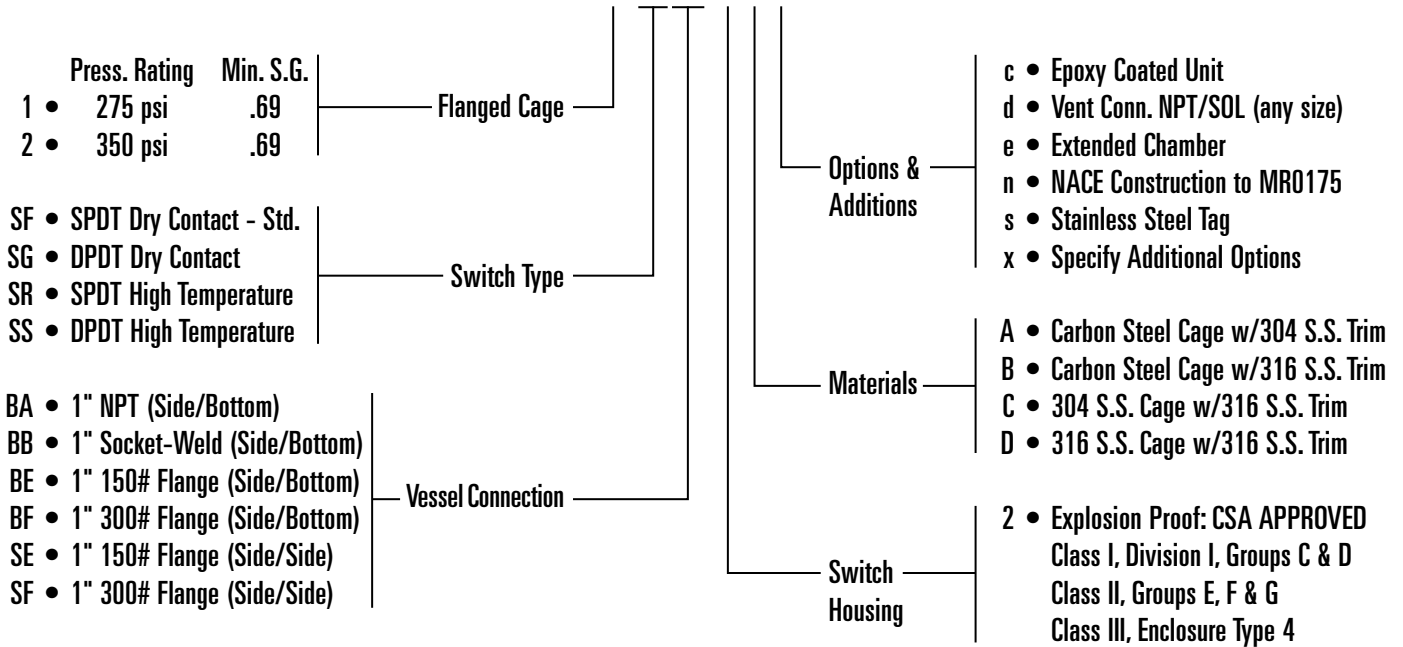 Press. Rating Min. S.G.
1 • 275 psi .69
2 • 350 psi .69
Flanged Cage
SF • SPDT Dry Contact - Std.
SG • DPDT Dry Contact
SR • SPDT High Temperature
SS • DPDT High Temperature
Switch Type
BA • 1" NPT (Side/Bottom)
BB • 1" Socket-Weld (Side/Bottom)
BE • 1" 150# Flange (Side/Bottom)
BF • 1" 300# Flange (Side/Bottom)
SE • 1" 150# Flange (Side/Side)
SF • 1" 300# Flange (Side/Side)
Vessel Connection
Options &
Additions
c • Epoxy Coated Unit
d • Vent Conn. NPT/SOL (any size)
e • Extended Chamber
n • NACE Construction to MR0175
s • Stainless Steel Tag
x • Specify Additional Options
Materials
A • Carbon Steel Cage w/304 S.S. Trim
B • Carbon Steel Cage w/316 S.S. Trim
C • 304 S.S. Cage w/316 S.S. Trim
D • 316 S.S. Cage w/316 S.S. Trim
Switch
Housing
2 • Explosion Proof: CSA APPROVED
Class I, Division I, Groups C & D
Class II, Groups E, F & G
Class III, Enclosure Type 4